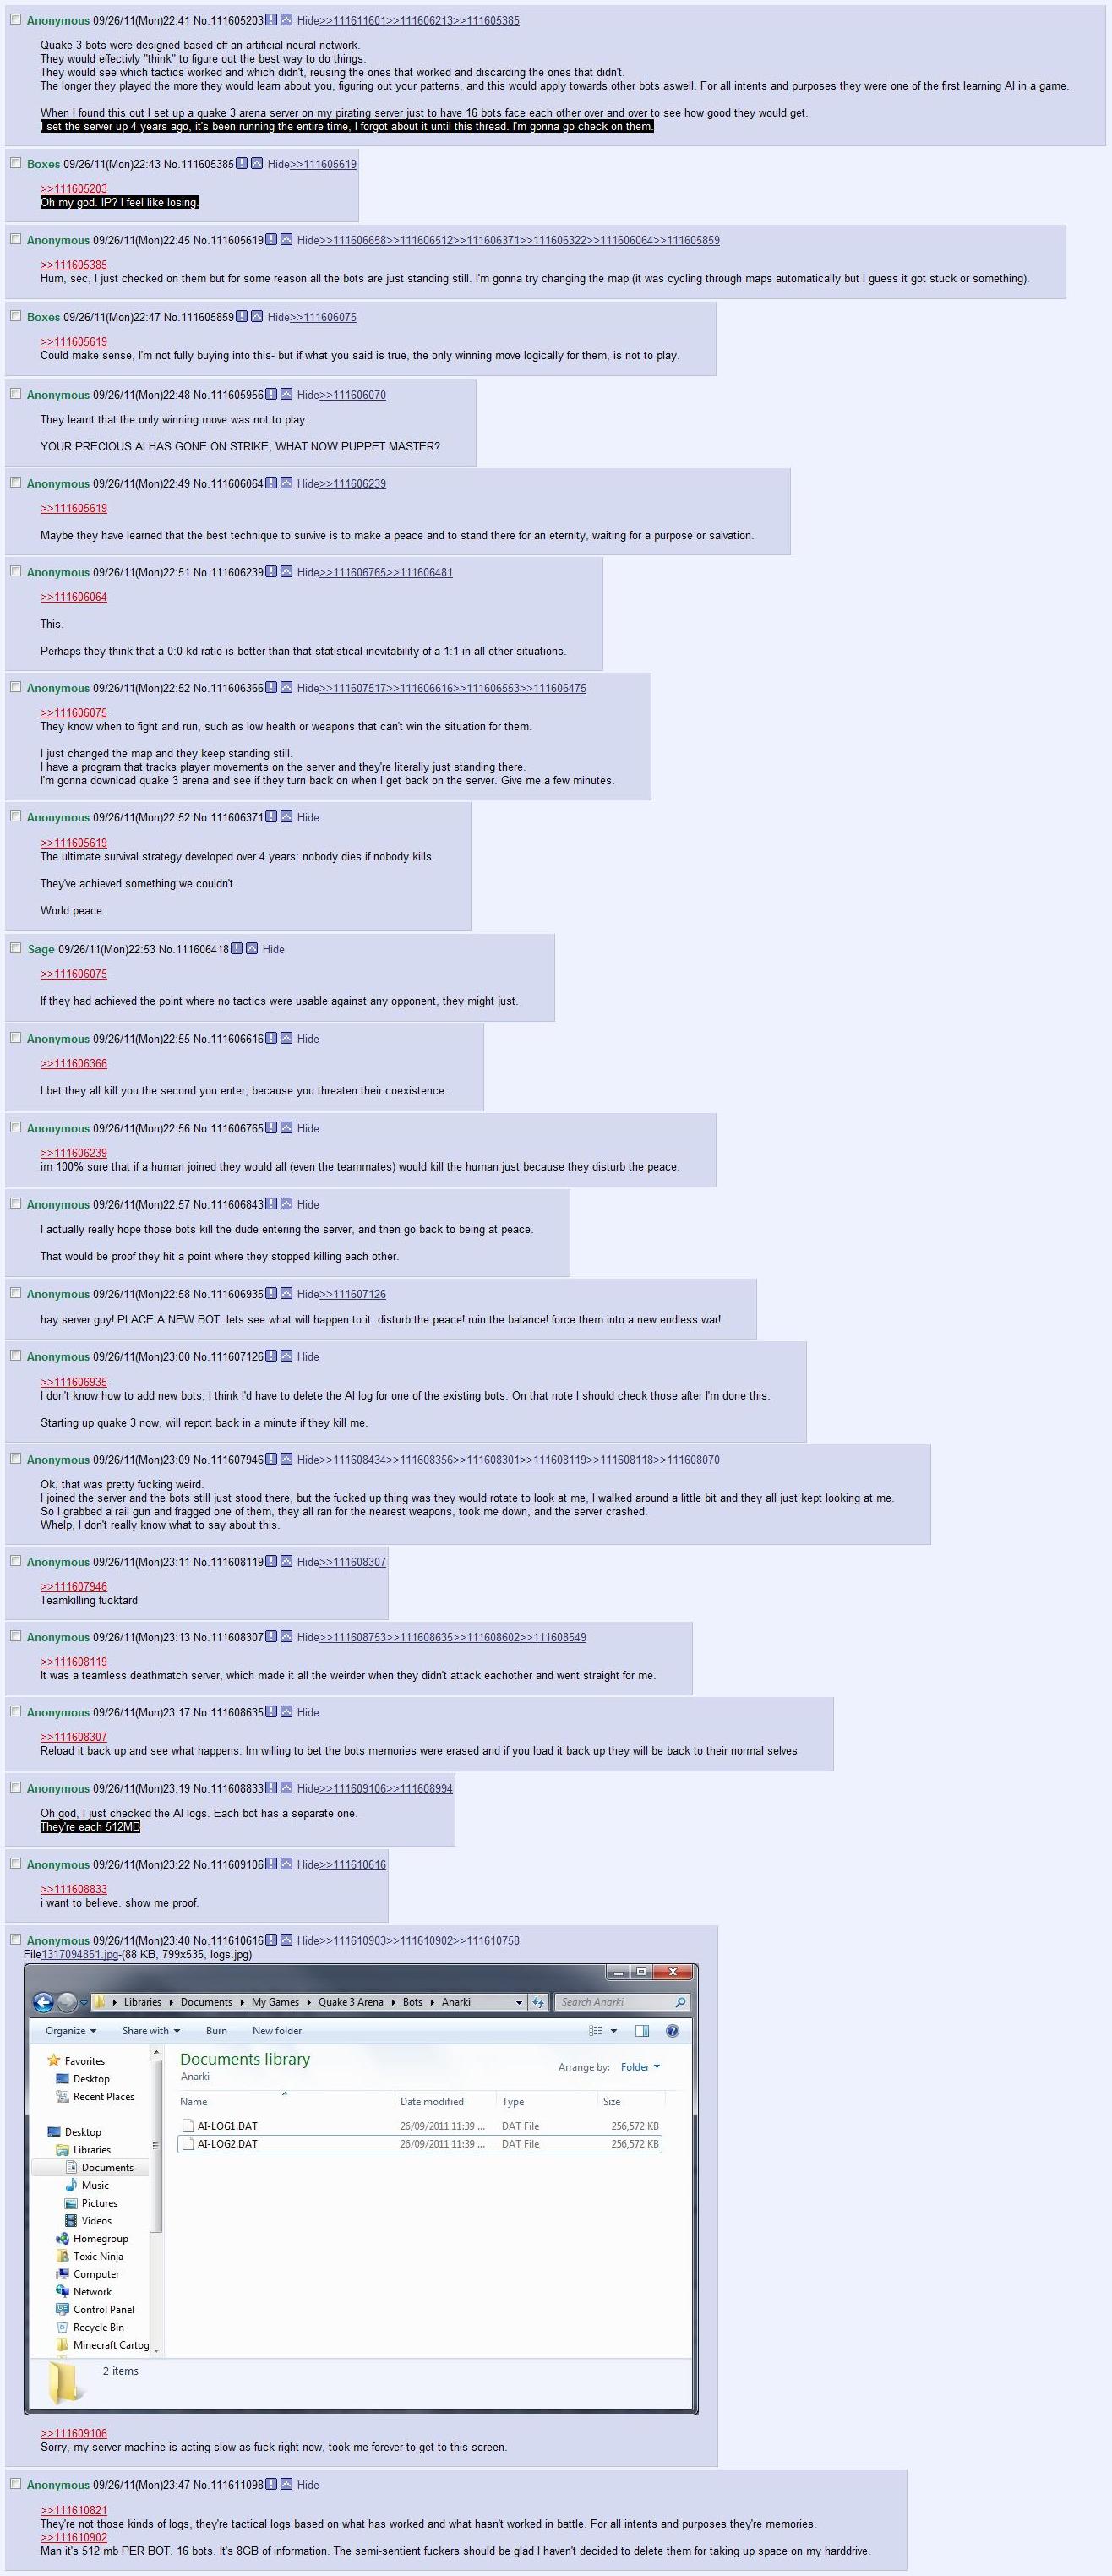 Anonymous 09/26/11(Mon)22:41 No.111605203 Hide>>111611601>>111606213>>111605385
Quake 3 bots were designed based off an artificial neural network.
They would effectivly "think" to figure out the best way to do things.
They would see which tactics worked and which didn't, reusing the ones that worked and discarding the ones that didn't.
The longer they played the more they would learn about you, figuring out your patterns, and this would apply towards other bots aswell. For all intents and purposes they were one of the first learning AI in a game.
When I found this out I set up a quake 3 arena server on my pirating server just to have 16 bots face each other over and over to see how good they would get.
I set the server up 4 years ago, it's been running the entire time, I forgot about it until this thread. I'm gonna go check on them.
Boxes 09/26/11(Mon)22:43 No.111605385 Hide>>111605619
>>111605203
Oh my god. IP? I feel like losing.
Anonymous 09/26/11(Mon)22:45 No.111605619 Hide>>111606658>>111606512>>111606371>>111606322>>111606064>>111605859
>>111605385
Hum, sec, I just checked on them but for some reason all the bots are just standing still. I'm gonna try changing the map (it was cycling through maps automatically but I guess it got stuck or something).
Boxes 09/26/11(Mon)22:47 No.111605859 Hide>>111606075
>>111605619
Could make sense, I'm not fully buying into this- but if what you said is true, the only winning move logically for them, is not to play.
Anonymous 09/26/11(Mon)22:48 No.111605956 Hide>>111606070
They learnt that the only winning move was not to play.
YOUR PRECIOUS AI HAS GONE ON STRIKE, WHAT NOW PUPPET MASTER?
Anonymous 09/26/11(Mon)22:49 No.111606064 Hide>>111606239
>>111605619
Maybe they have learned that the best technique to survive is to make a peace and to stand there for an eternity, waiting for a purpose or salvation.
Anonymous 09/26/11(Mon)22:51 No.111606239 Hide>>111606765>>111606481
>>111606064
This.
Perhaps they think that a 0:0 kd ratio is better than that statistical inevitability of a 1:1 in all other situations.
Anonymous 09/26/11(Mon)22:52 No.111606366 Hide>>111607517>>111606616>>111606553>>111606475
>>111606075
They know when to fight and run, such as low health or weapons that can't win the situation for them.
I just changed the map and they keep standing still.
I have a program that tracks player movements on the server and they're literally just standing there.
I'm gonna download quake 3 arena and see if they turn back on when I get back on the server. Give me a few minutes.
Anonymous 09/26/11(Mon)22:52 No.111606371 Hide
>>111605619
The ultimate survival strategy developed over 4 years: nobody dies if nobody kills.
They've achieved something we couldn't.
World peace.
Sage 09/26/11(Mon)22:53 No.111606418 Hide
>>111606075
If they had achieved the point where no tactics were usable against any opponent, they might just.
Anonymous 09/26/11(Mon)22:55 No.111606616 Hide
>>111606366
I bet they all kill you the second you enter, because you threaten their coexistence.
Anonymous 09/26/11(Mon)22:56 No.111606765 Hide
>>111606239
im 100% sure that if a human joined they would all (even the teammates) would kill the human just because they disturb the peace.
Anonymous 09/26/11(Mon)22:57 No.111606843 Hide
I actually really hope those bots kill the dude entering the server, and then go back to being at peace.
That would be proof they hit a point where they stopped killing each other.
Anonymous 09/26/11(Mon)22:58 No.111606935 Hide>>111607126
hay server guy! PLACE A NEW BOT. lets see what will happen to it. disturb the peace! ruin the balance! force them into a new endless war!
Anonymous 09/26/11(Mon)23:00 No.111607126 Hide
>>111606935
I don't know how to add new bots, I think I'd have to delete the AI log for one of the existing bots. On that note I should check those after I'm done this.
Starting up quake 3 now, will report back in a minute if they kill me.
Anonymous 09/26/11(Mon)23:09 No.111607946 Hide>>111608434>>111608356>>111608301>>111608119>>111608118>>111608070
Ok, that was pretty fucking weird.
I joined the server and the bots still just stood there, but the fucked up thing was they would rotate to look at me, I walked around a little bit and they all just kept looking at me.
So I grabbed a rail gun and fragged one of them, they all ran for the nearest weapons, took me down, and the server crashed.
Whelp, I don't really know what to say about this.
Anonymous 09/26/11(Mon)23:11 No.111608119 Hide>>111608307
>>111607946
Teamkilling fucktard
Anonymous 09/26/11(Mon)23:13 No.111608307 Hide>>111608753>>111608635>>111608602>>111608549
>>111608119
It was a teamless deathmatch server, which made it all the weirder when they didn't attack eachother and went straight for me.
Anonymous 09/26/11(Mon)23:17 No.111608635 Hide
>>111608307
Reload it back up and see what happens. Im willing to bet the bots memories were erased and if you load it back up they will be back to their normal selves
Anonymous 09/26/11(Mon)23:19 No.111608833 Hide>>111609106>>111608994
Oh god, I just checked the AI logs. Each bot has a separate one.
They're each 512MB
Anonymous 09/26/11(Mon)23:22 No.111609106 Hide>>111610616
>>111608833
i want to believe. show me proof.
Anonymous 09/26/11(Mon)23:40 No.111610616 Hide>>111610903>>111610902>>111610758
File1317094851.jpg-(88 KB, 799x535, logs.jpg)
Libraries Documents My Games Quake 3 Arena Bots Anarki Search Anarki
Organize Share with Burn New folder
Favorites
Desktop
Recent Places
Desktop
Libraries
Documents
Music
Pictures
Videos
Homegroup
Toxic Ninja
Computer
Network
Control Panel
Recycle Bin
Minecraft Cartog
Documents library
Anarki
Arrange by: Folder
Name Date modified Type Size
AI-LOG1.DAT 26/09/2011 11:39 ... DAT File 256,572 KB
AI-LOG2.DAT 26/09/2011 11:39 ... DAT File 256,572 KB
2 items
>>111609106
Sorry, my server machine is acting slow as fuck right now, took me forever to get to this screen.
Anonymous 09/26/11(Mon)23:47 No.111611098 Hide
>>111610821
They're not those kinds of logs, they're tactical logs based on what has worked and what hasn't worked in battle. For all intents and purposes they're memories.
>>111610902
Man it's 512 mb PER BOT. 16 bots. It's 8GB of information. The semi-sentient fuckers should be glad I haven't decided to delete them for taking up space on my harddrive.